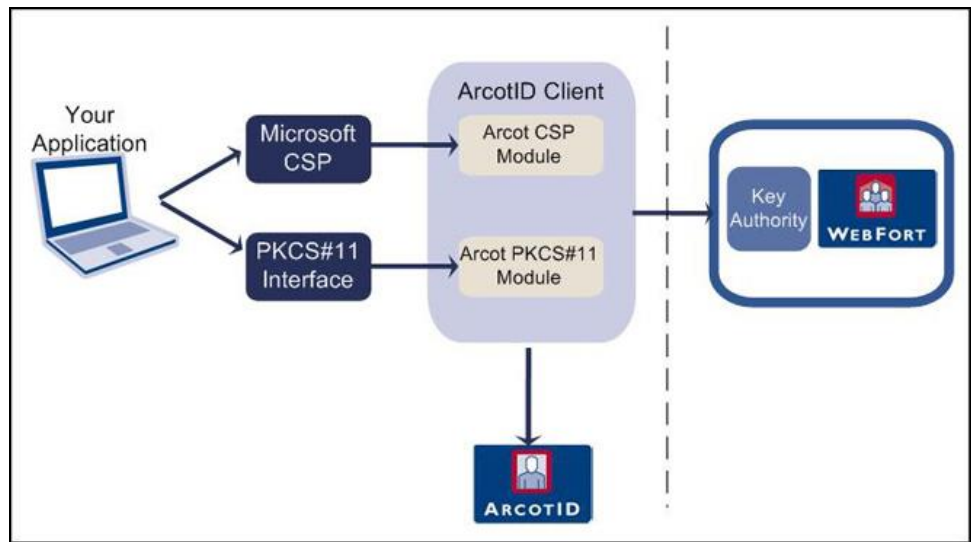 Your
Application
Microsoft
CSP
PKCS#11
Interface
ArcotID Client
Arcot CSP
Module
Arcot PKCS#11
Module
ARCOTID
Key
Authority
WEBFORT